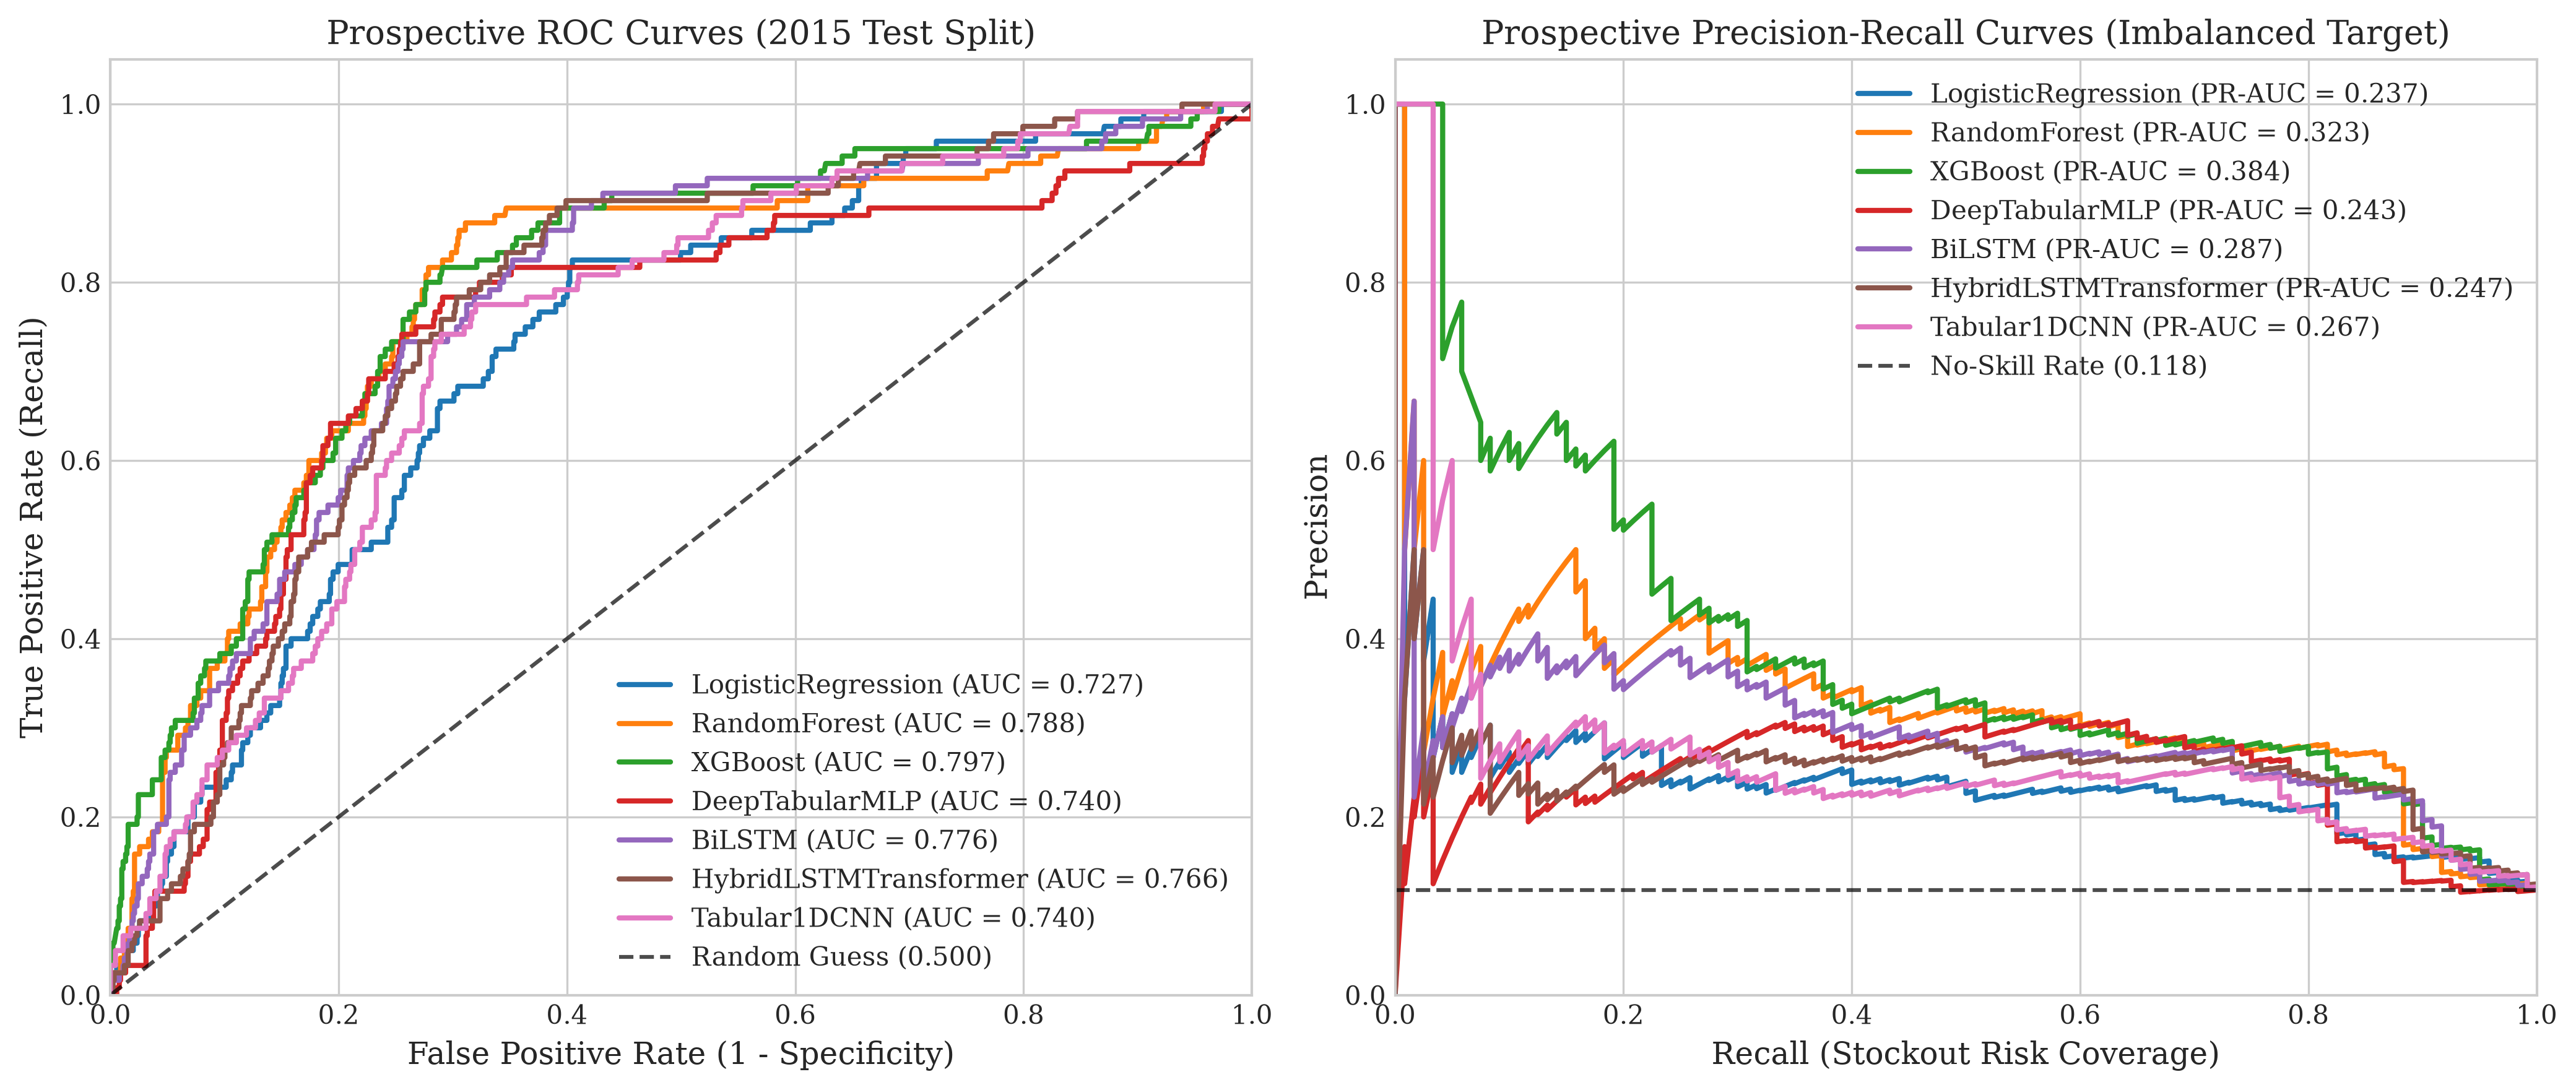 Prospective ROC Curves (2015 Test Split)
True Positive Rate (Recall)
1.0
0.8
0.6
0.4
0.2
0.0
LogisticRegression (AUC = 0.727)
RandomForest (AUC = 0.788)
XGBoost (AUC = 0.797)
DeepTabularMLP (AUC = 0.740)
BiLSTM (AUC = 0.776)
HybridLSTMTransformer (AUC = 0.766)
Tabular1DCNN (AUC = 0.740)
Random Guess (0.500)
0.0 0.2 0.4 0.6 0.8 1.0
False Positive Rate (1 - Specificity)
Prospective Precision-Recall Curves (Imbalanced Target)
Precision
1.0
0.8
0.6
0.4
0.2
0.0
LogisticRegression (PR-AUC = 0.237)
RandomForest (PR-AUC = 0.323)
XGBoost (PR-AUC = 0.384)
DeepTabularMLP (PR-AUC = 0.243)
BiLSTM (PR-AUC = 0.287)
HybridLSTMTransformer (PR-AUC = 0.247)
Tabular1DCNN (PR-AUC = 0.267)
No-Skill Rate (0.118)
0.0 0.2 0.4 0.6 0.8 1.0
Recall (Stockout Risk Coverage)